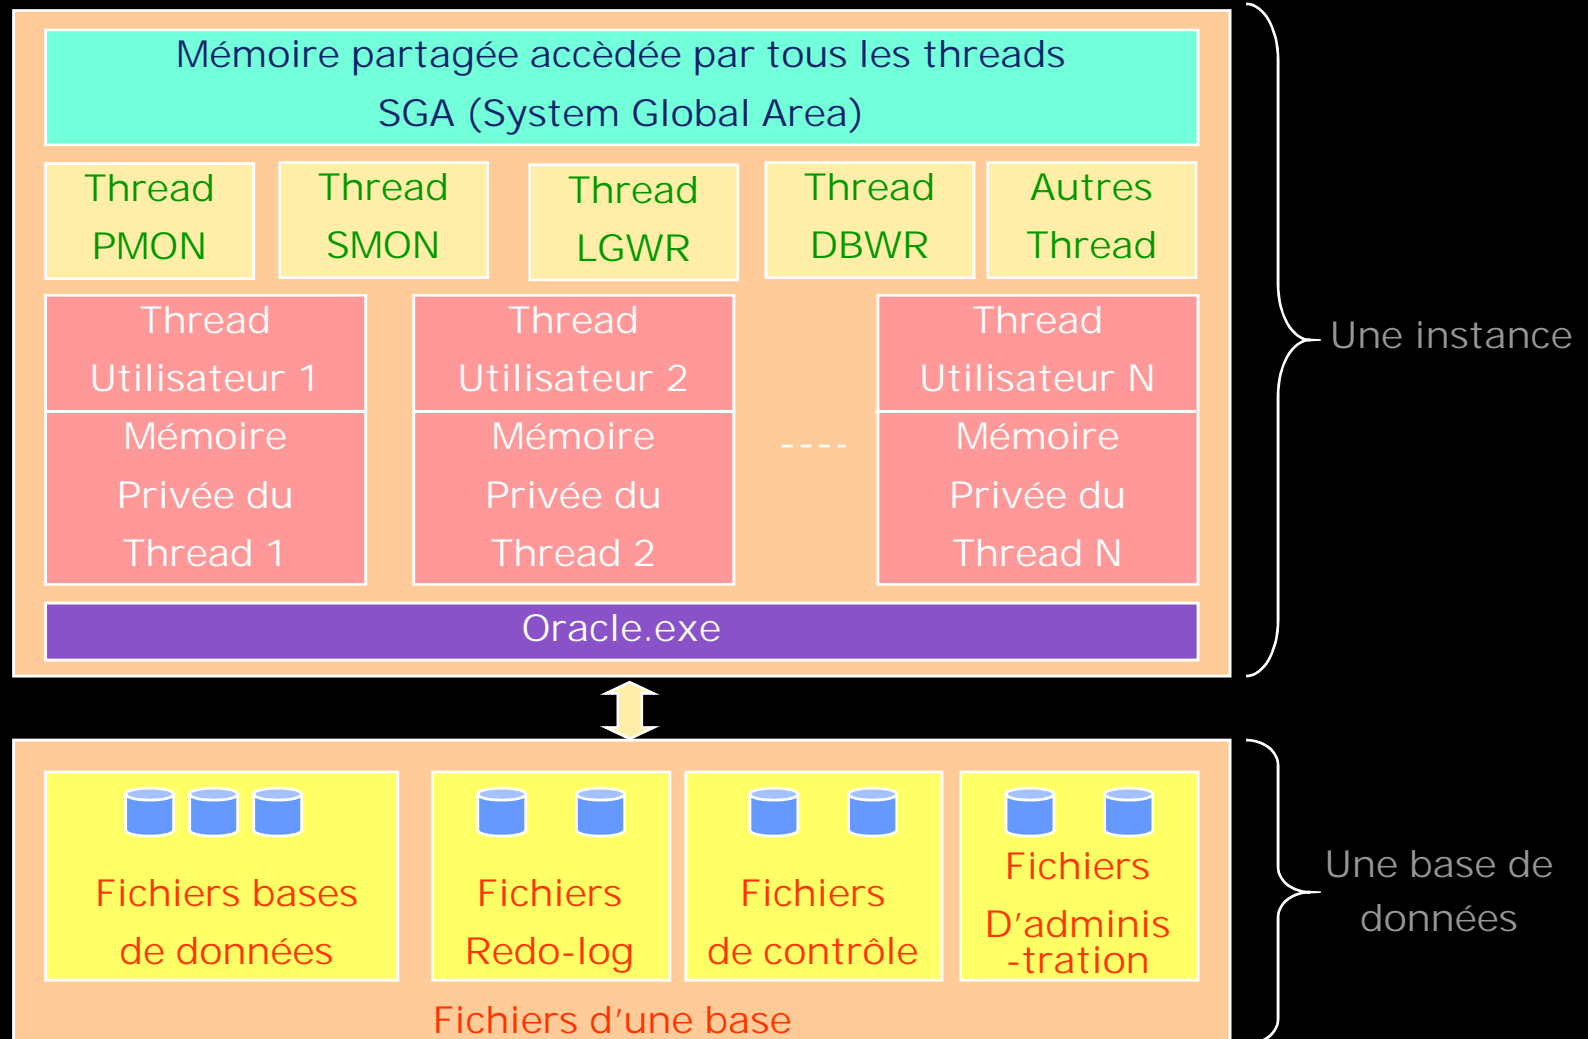 Mémoire partagée accèdée par tous les threads
SGA (System Global Area)
Thread
PMON
Thread
SMON
Thread
LGWR
Thread
DBWR
Autres
Thread
Thread
Utilisateur 1
Mémoire
Privée du
Thread 1
Thread
Utilisateur 2
Mémoire
Privée du
Thread 2
----
Thread
Utilisateur N
Mémoire
Privée du
Thread N
Oracle.exe
Une instance
Fichiers bases
de données
Fichiers
Redo-log
Fichiers
de contrôle
Fichiers
D'adminis
-tration
Fichiers d'une base
Une base de
données